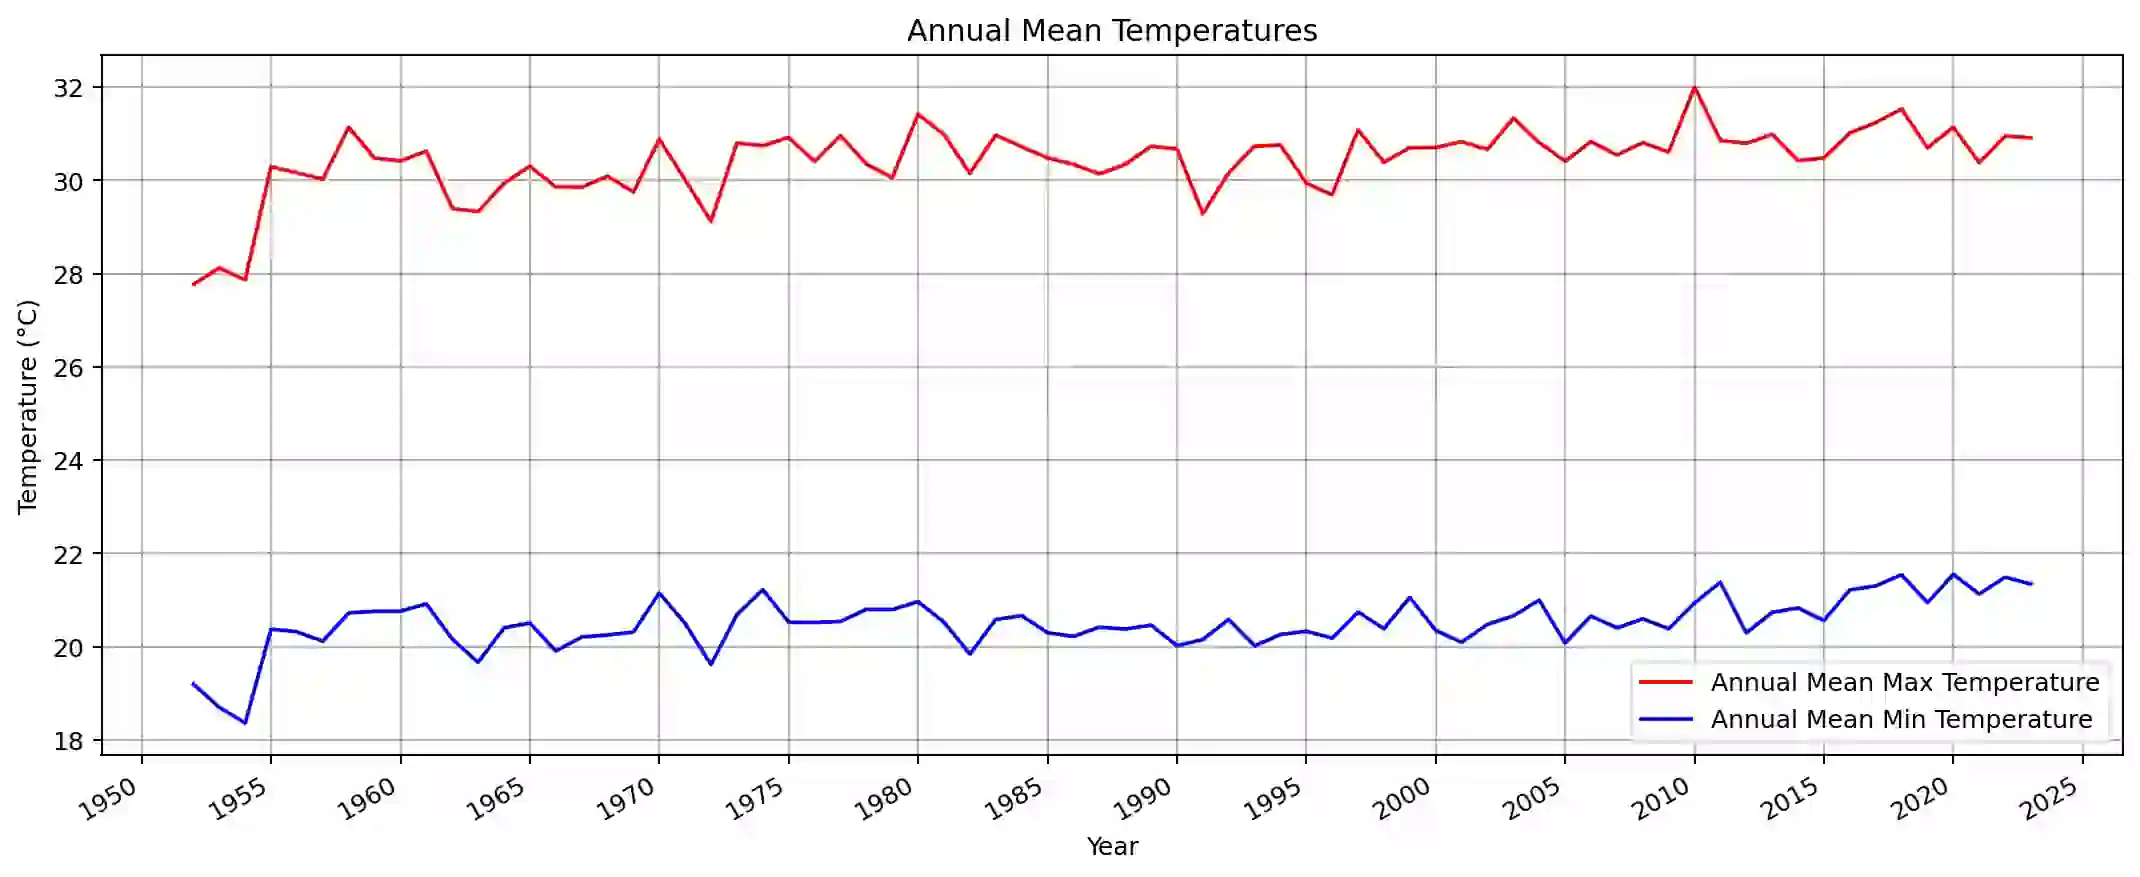 Annual Mean Temperatures
32
30
28
26
24
22
20
18
Temperature (°C)
Annual Mean Max Temperature
Annual Mean Min Temperature
1950 1955 1960 1965 1970 1975 1980 1985 1990 1995 2000 2005 2010 2015 2020 2025
Year